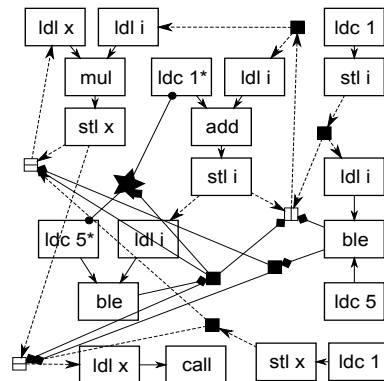 ldl x ldl i ldc 1
mul ldc 1* ldl i stl i
stl x add
stl i ldl i
ldc 5* ldl i ble
ble ldc 5
ldl x call stl x ldc 1